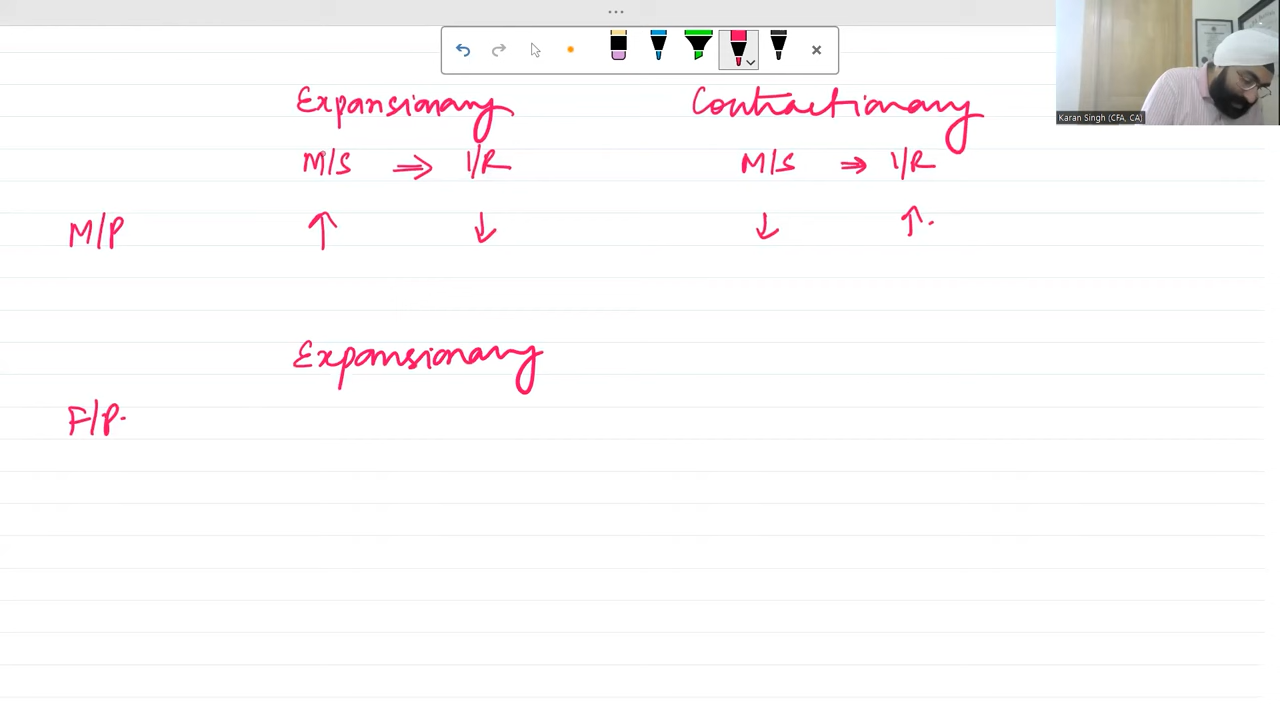 Karan Singh (CFA, CA)
Expansionary Contractionary
M/S ⇒ I/R M/S ⇒ I/R
M/P ↑ ↓ ↓ ↑
Expansionary
F/P